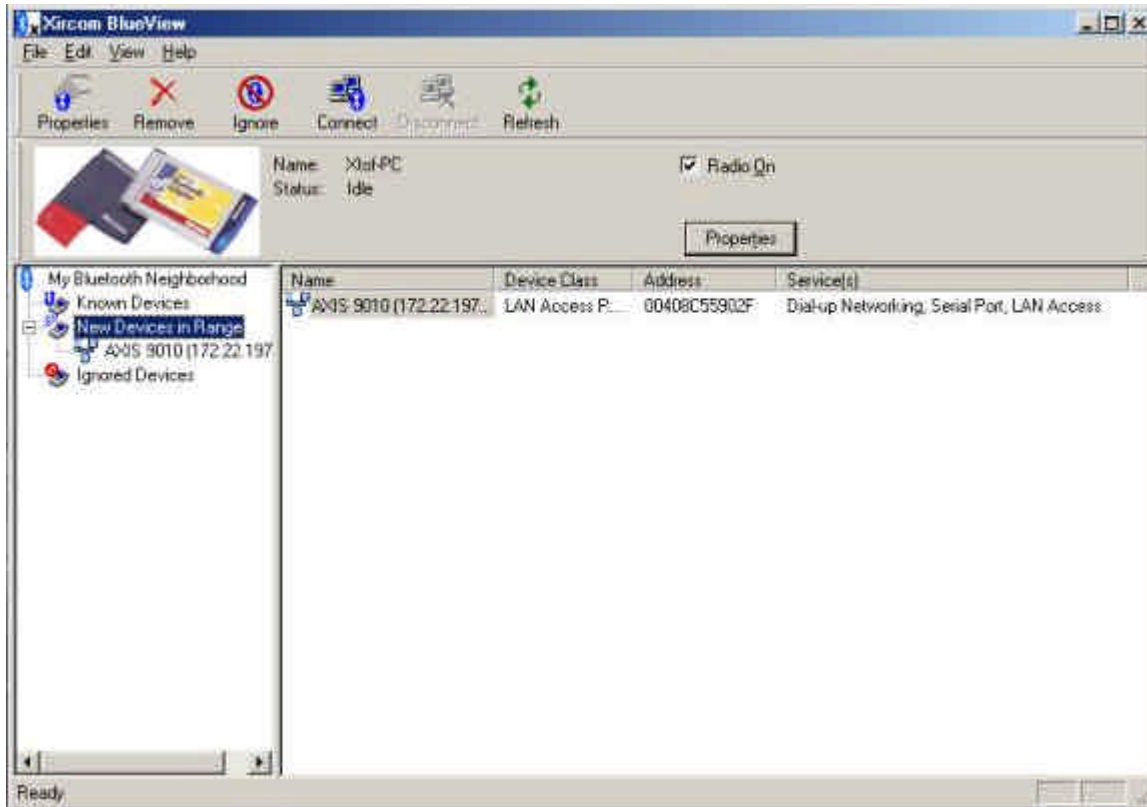 Xircom BlueView
File Edit View Help
Properties Remove Ignore Connect Disconnect Refresh
Name: Xtof-PC
Status: Idle
Radio On
Properties
My Bluetooth Neighborhood
Known Devices
New Devices in Range
AXIS 9010 (172.22.197
Ignored Devices
Name Device Class Address Service(s)
AXIS 9010 (172.22.197... LAN Access P... 00408C55902F Dial-up Networking, Serial Port, LAN Access
Ready